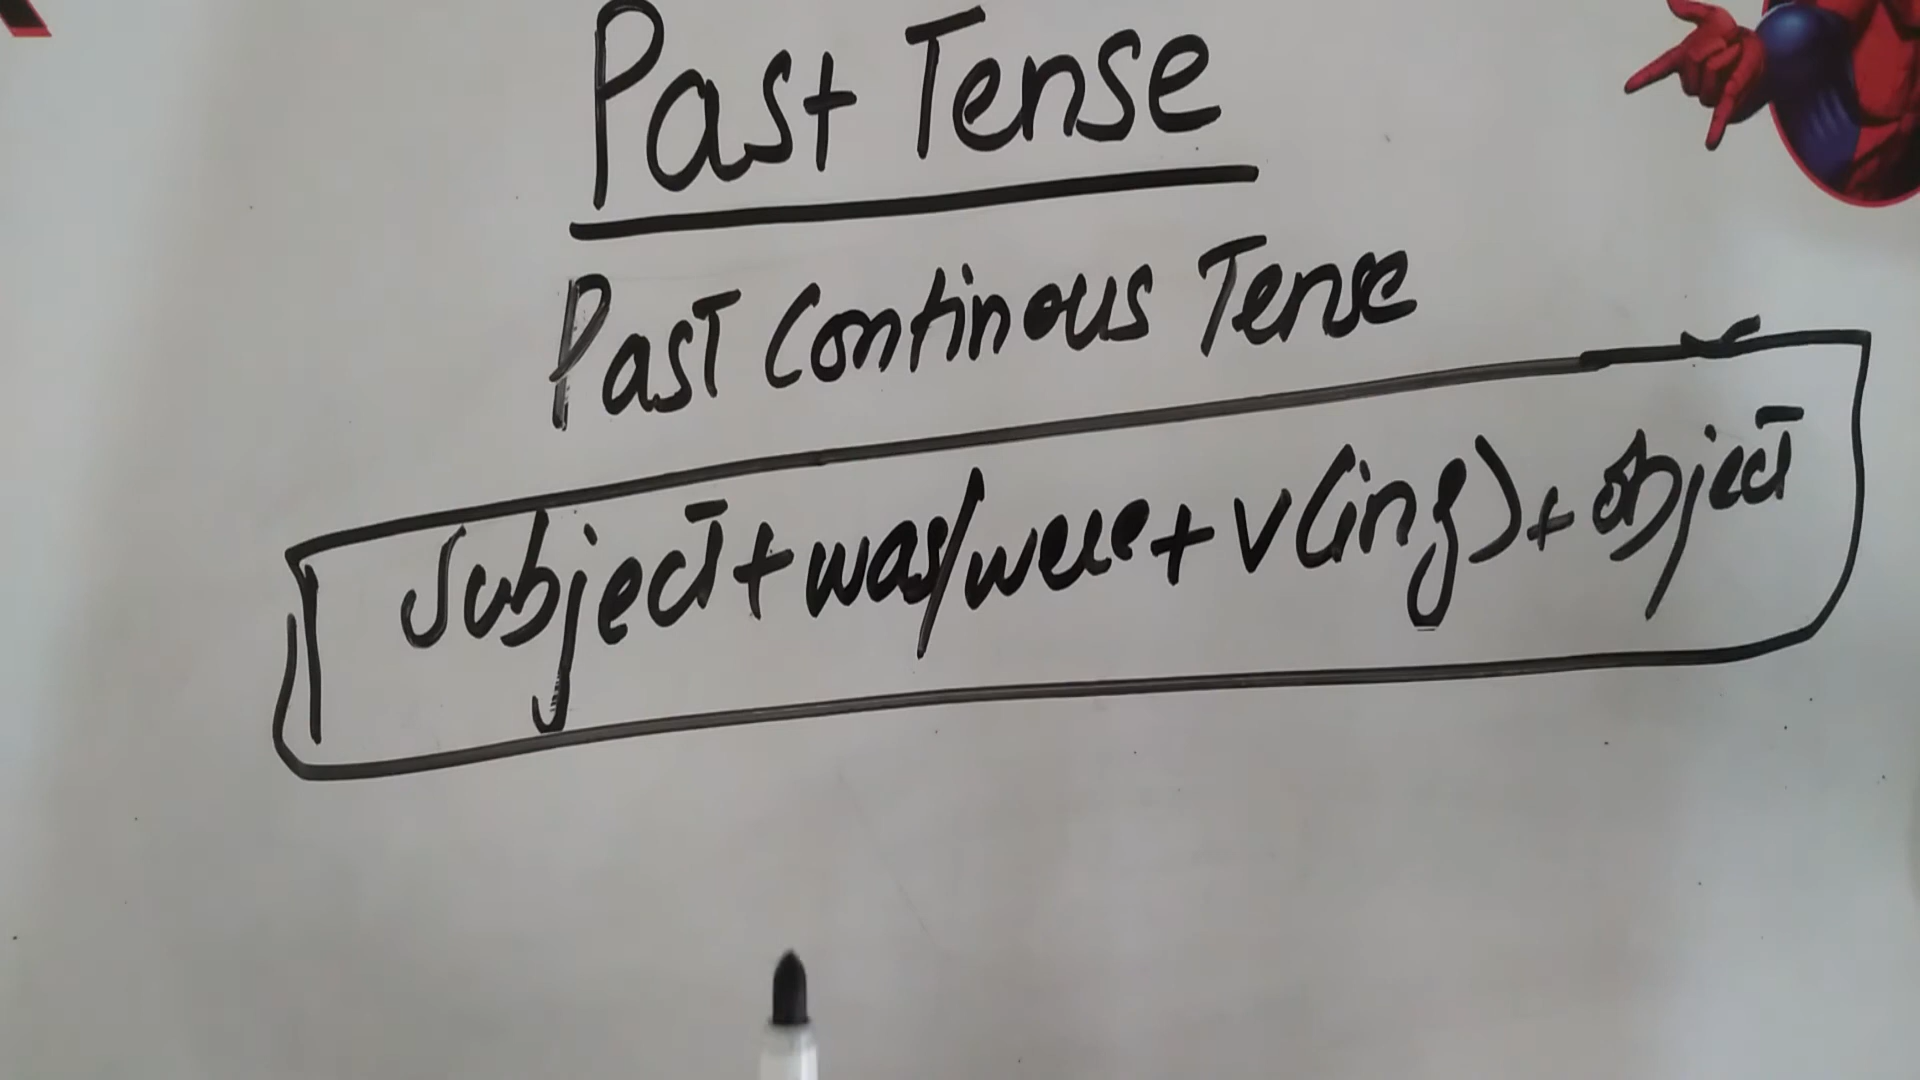 Past Tense
Past Continous Tense
Subject + was/were + v(ing) + object